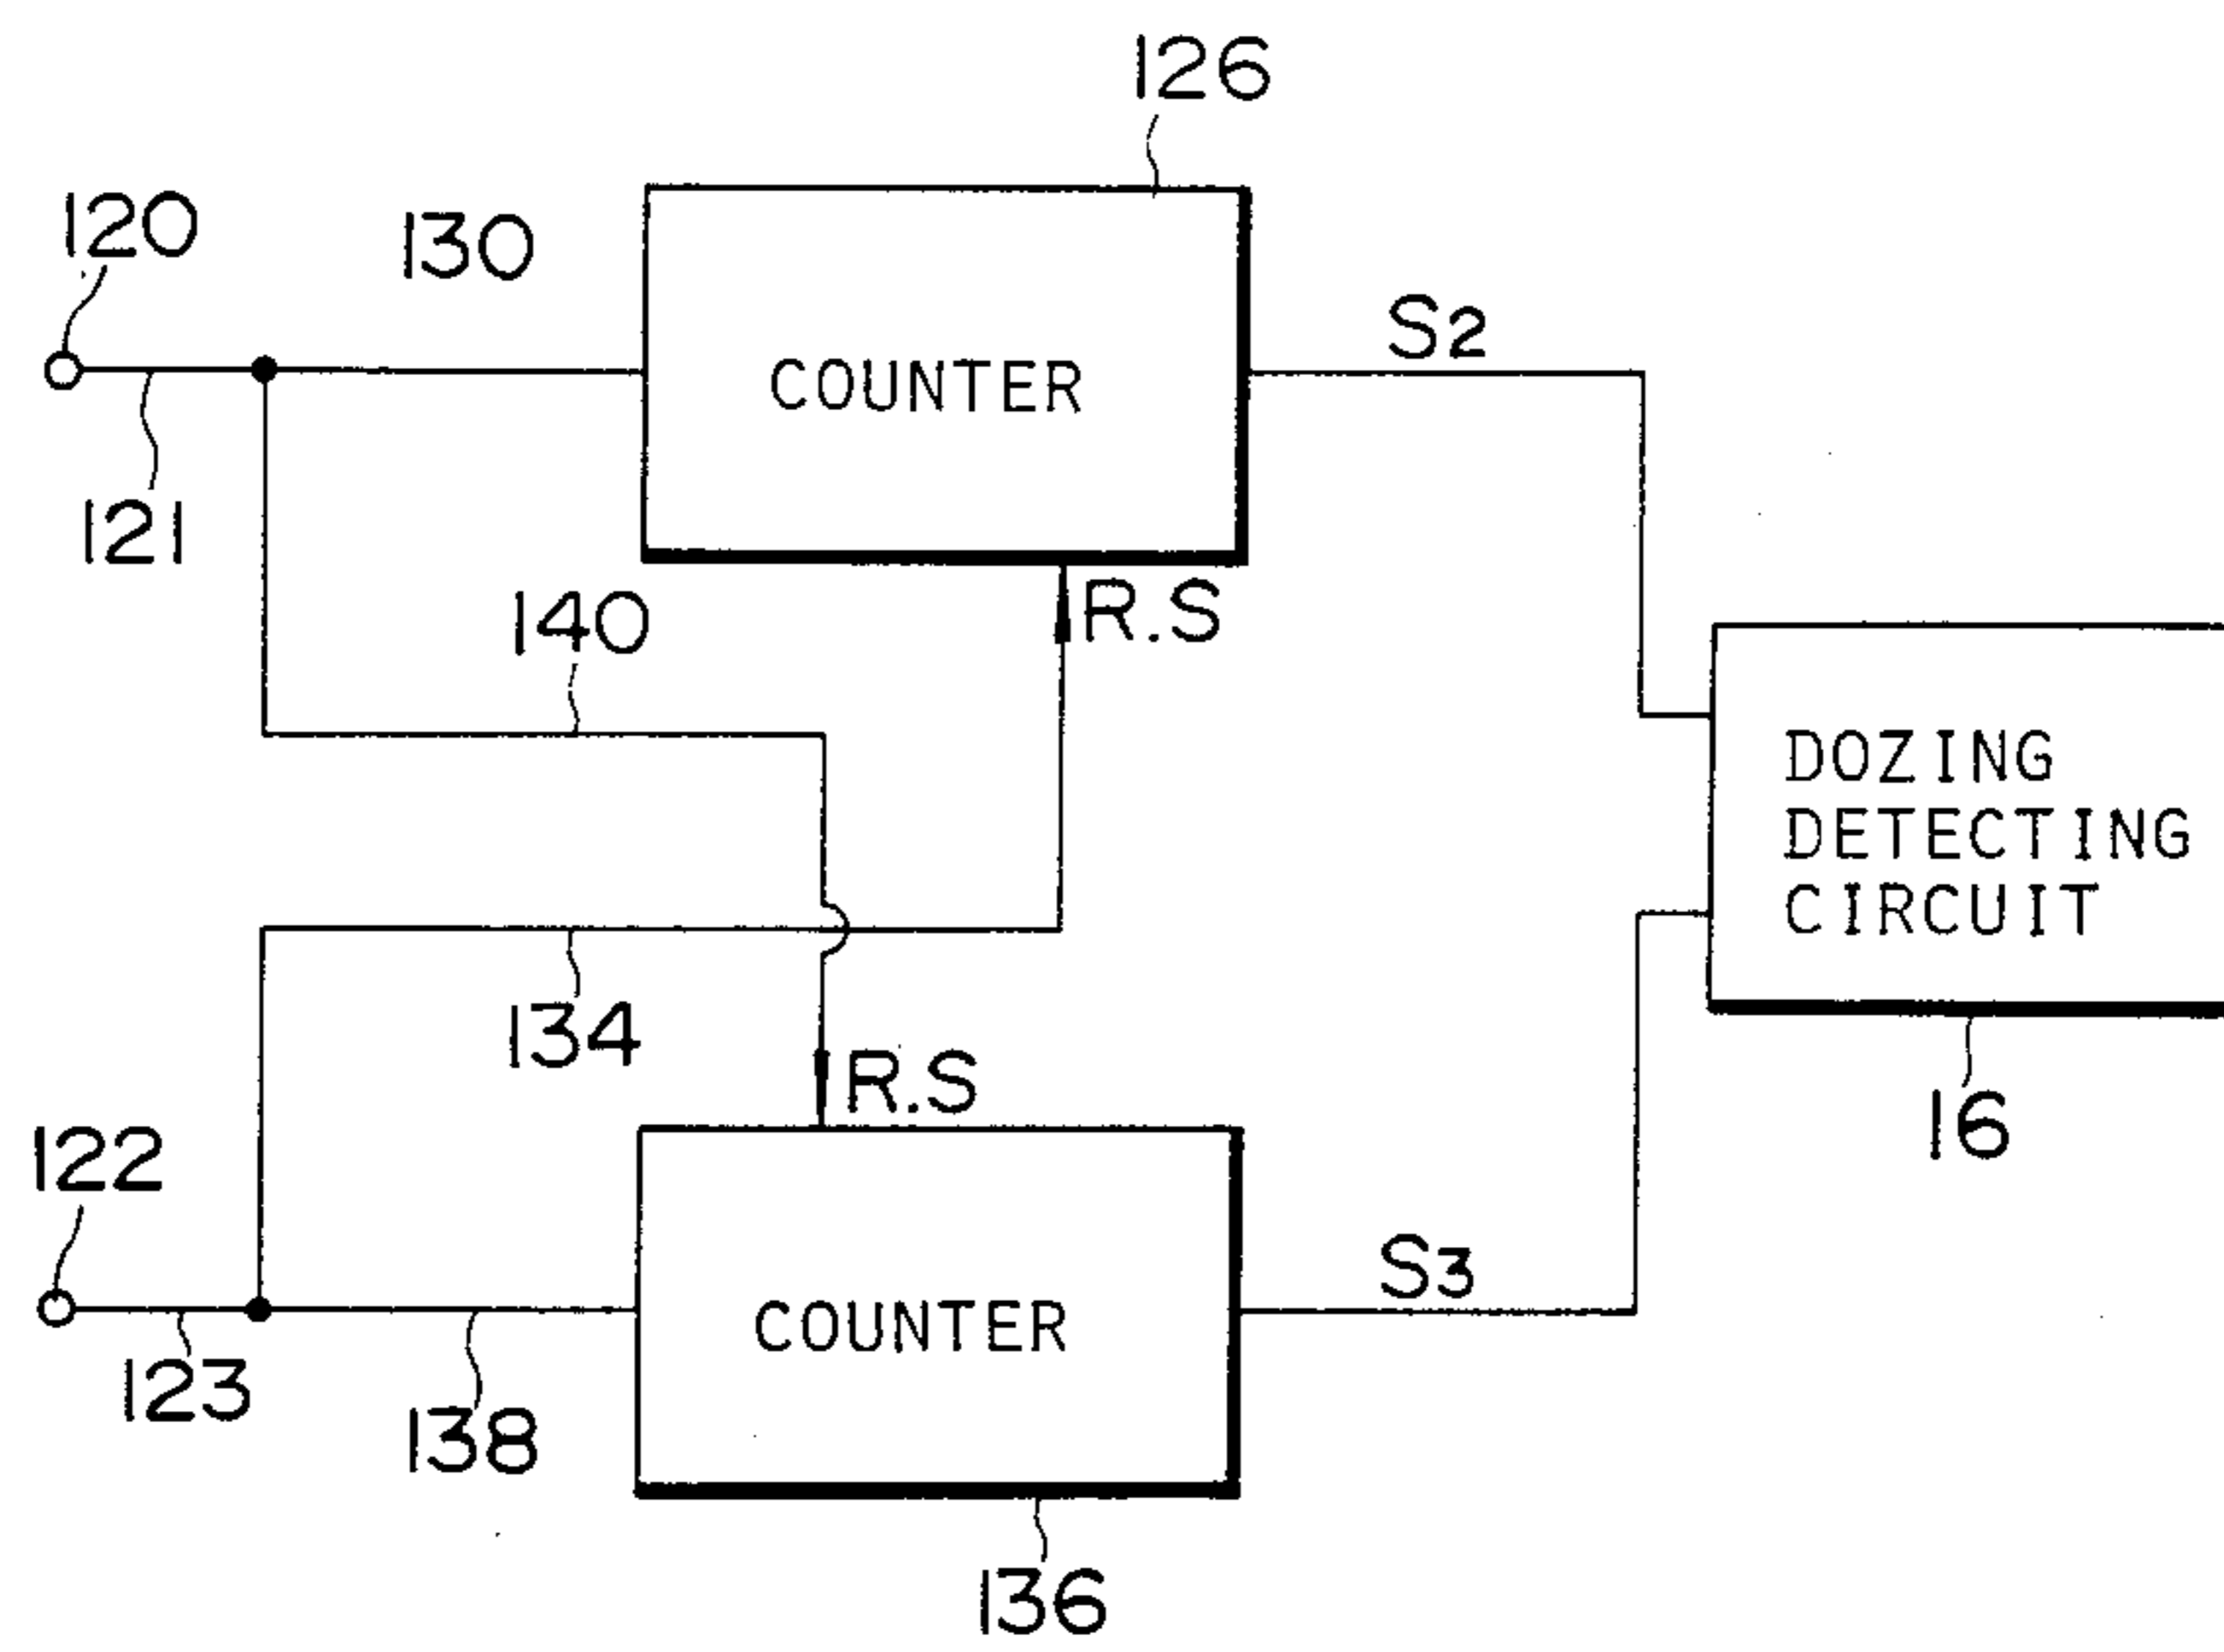 126
120
130
S2
COUNTER
121
R.S
140
DOZING
DETECTING
CIRCUIT
134
R.S
16
122
S3
COUNTER
123
138
136